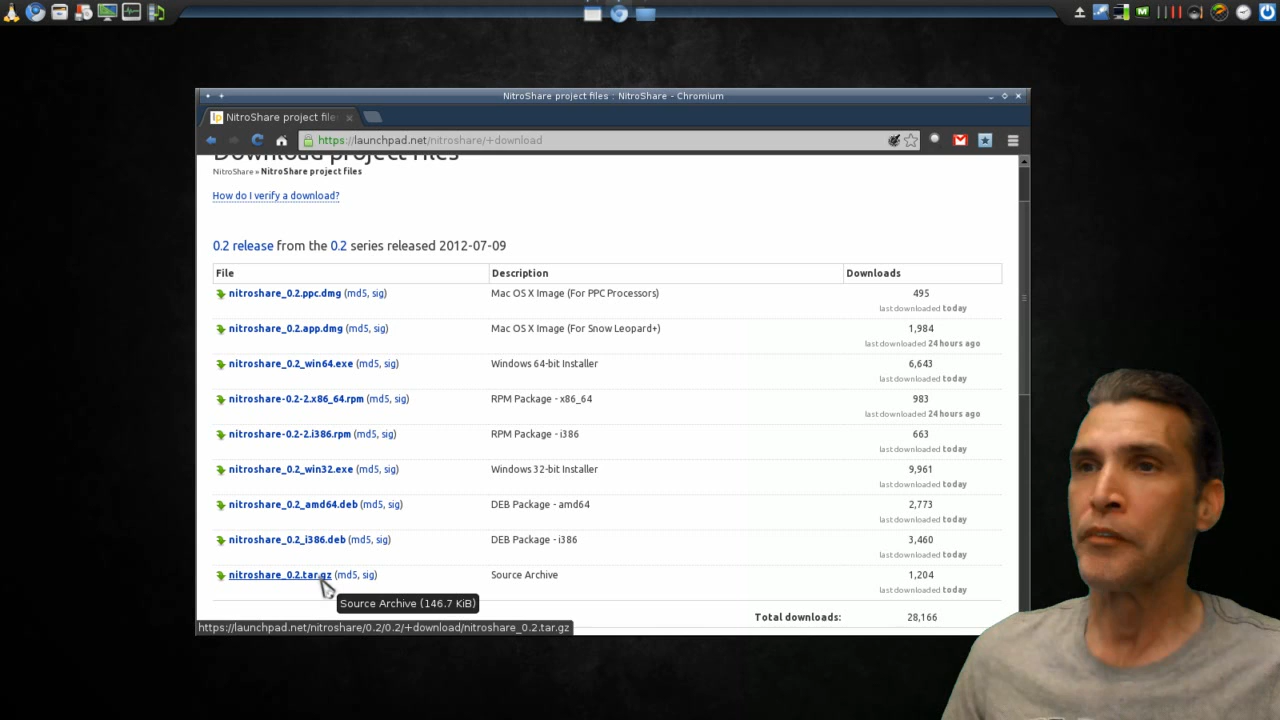 NitroShare project files : NitroShare - Chromium
NitroShare project file
https://launchpad.net/nitroshare/+download
Download project files
NitroShare » NitroShare project files
How do I verify a download?
0.2 release from the 0.2 series released 2012-07-09
File Description Downloads
nitroshare_0.2.ppc.dmg (md5, sig) Mac OS X Image (For PPC Processors) 495
last downloaded today
nitroshare_0.2.app.dmg (md5, sig) Mac OS X Image (For Snow Leopard+) 1,984
last downloaded 24 hours ago
nitroshare_0.2_win64.exe (md5, sig) Windows 64-bit Installer 6,643
last downloaded today
nitroshare-0.2-2.x86_64.rpm (md5, sig) RPM Package - x86_64 983
last downloaded 24 hours ago
nitroshare-0.2-2.i386.rpm (md5, sig) RPM Package - i386 663
last downloaded today
nitroshare_0.2_win32.exe (md5, sig) Windows 32-bit Installer 9,961
last downloaded today
nitroshare_0.2_amd64.deb (md5, sig) DEB Package - amd64 2,773
last downloaded today
nitroshare_0.2_i386.deb (md5, sig) DEB Package - i386 3,460
last downloaded today
nitroshare_0.2.tar.gz (md5, sig) Source Archive 1,204
last downloaded today
Source Archive (146.7 KiB)
Total downloads: 28,166
https://launchpad.net/nitroshare/0.2/0.2/+download/nitroshare_0.2.tar.gz